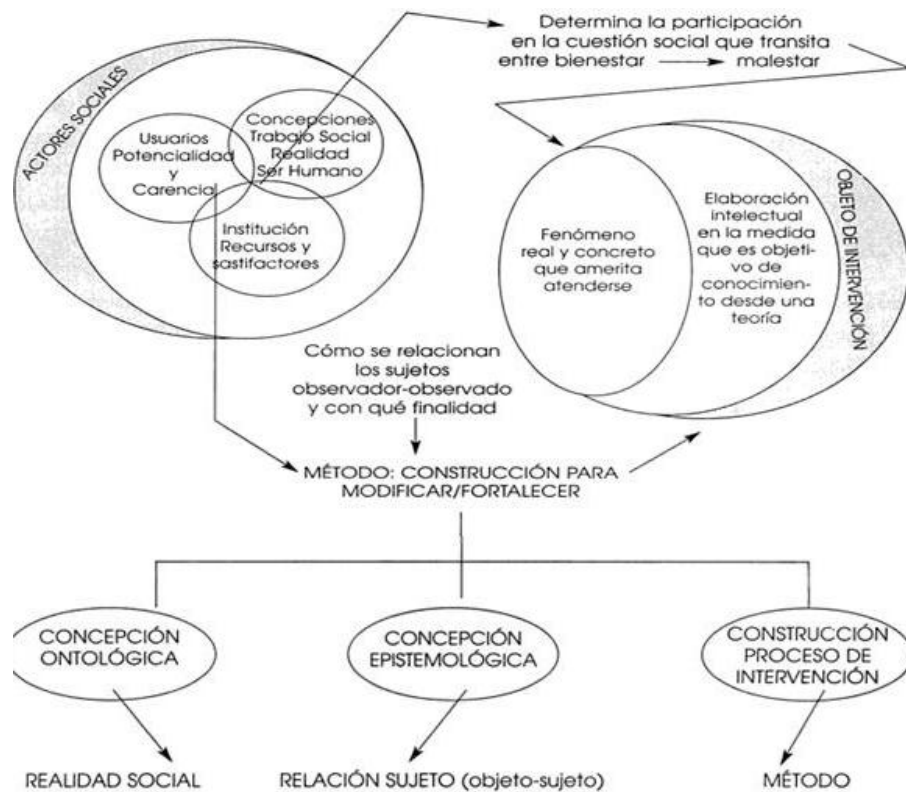 Determina la participación
en la cuestión social que transita
entre bienestar malestar
ACTORES SOCIALES
Usuarios
Potencialidad
y
Carencia
Concepciones
Trabajo Social
Realidad
Ser Humano
Institución
Recursos y
sastifactores
Fenómeno
real y concreto
que amerita
atenderse
Elaboración
intelectual
en la medida
que es objeti-
vo de
conocimien-
to desde una
teoría
OBJETO DE INTERVENCIÓN
Cómo se relacionan
los sujetos
observador-observado
y con qué finalidad
MÉTODO: CONSTRUCCIÓN PARA
MODIFICAR/FORTALECER
CONCEPCIÓN
ONTOLÓGICA
CONCEPCIÓN
EPISTEMOLÓGICA
CONSTRUCCIÓN
PROCESO DE
INTERVENCIÓN
REALIDAD SOCIAL
RELACIÓN SUJETO (objeto-sujeto)
MÉTODO